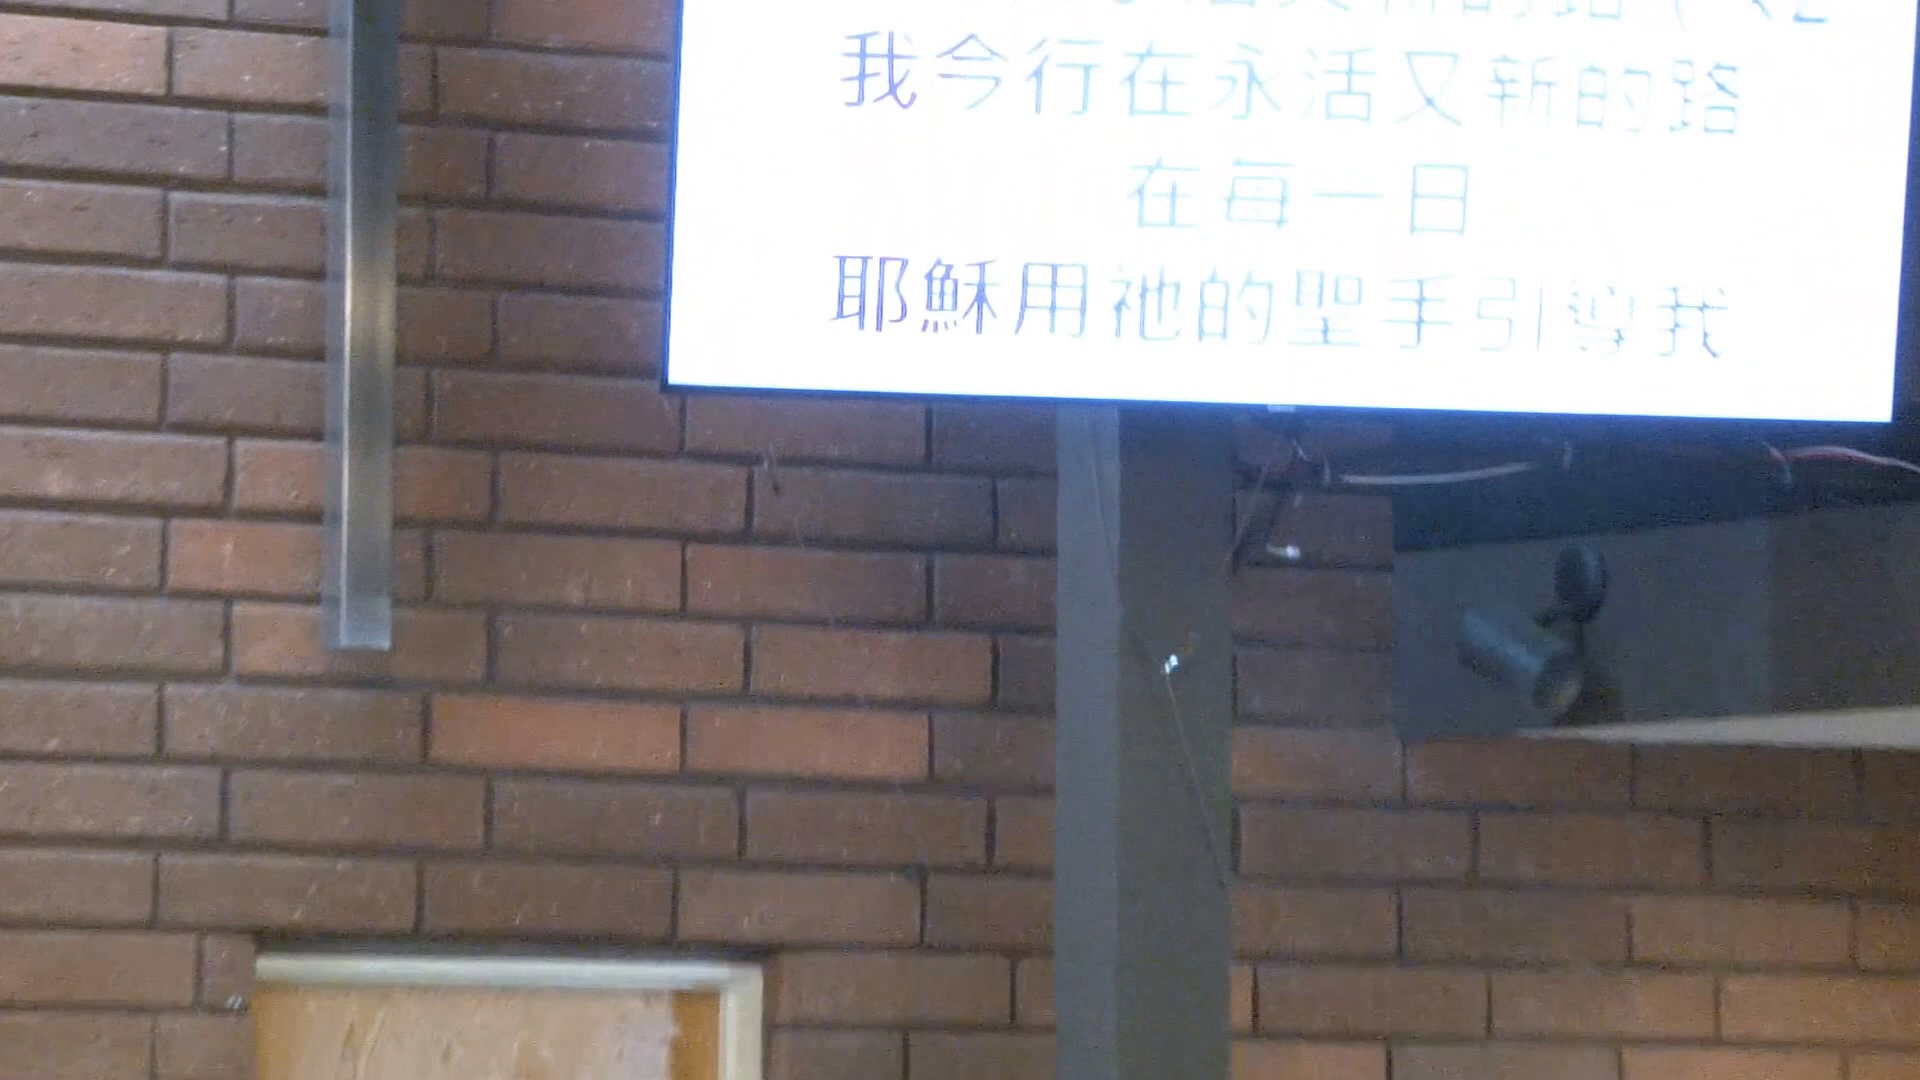 我今行在永活又新的路
在每一日
耶穌用祂的聖手引導我